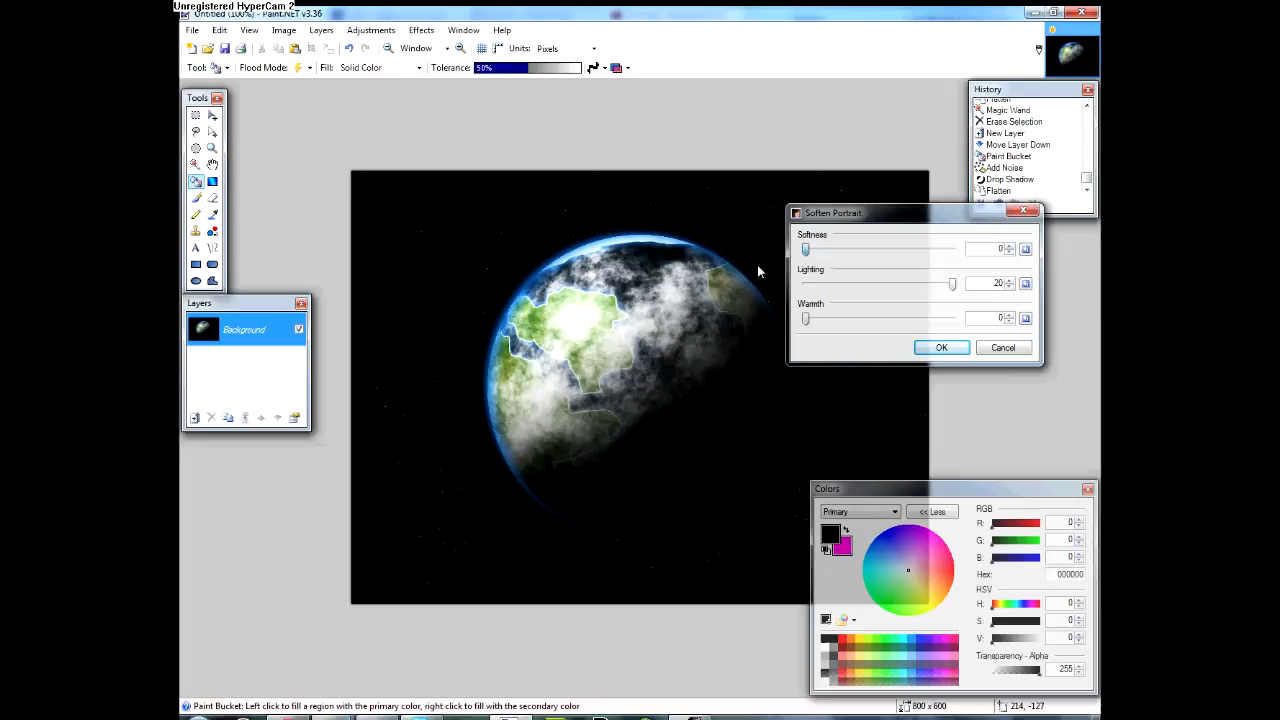 Unregistered HyperCam 2
Untitled (100%) - Paint.NET v3.36
File Edit View Image Layers Adjustments Effects Window Help
Window Units: Pixels
Tool: Flood Mode: Fill: Solid Color Tolerance: 50%
Tools
History
Flatten
Magic Wand
Erase Selection
New Layer
Move Layer Down
Paint Bucket
Add Noise
Drop Shadow
Flatten
Soften Portrait
Softness
0
Lighting
20
Warmth
0
OK Cancel
Layers
Background
Colors
Primary << Less
RGB
R: 0
G: 0
B: 0
Hex: 000000
HSV
H: 0
S: 0
V: 0
Transparency - Alpha
255
Paint Bucket: Left click to fill a region with the primary color, right click to fill with the secondary color
800 x 600
214, -127